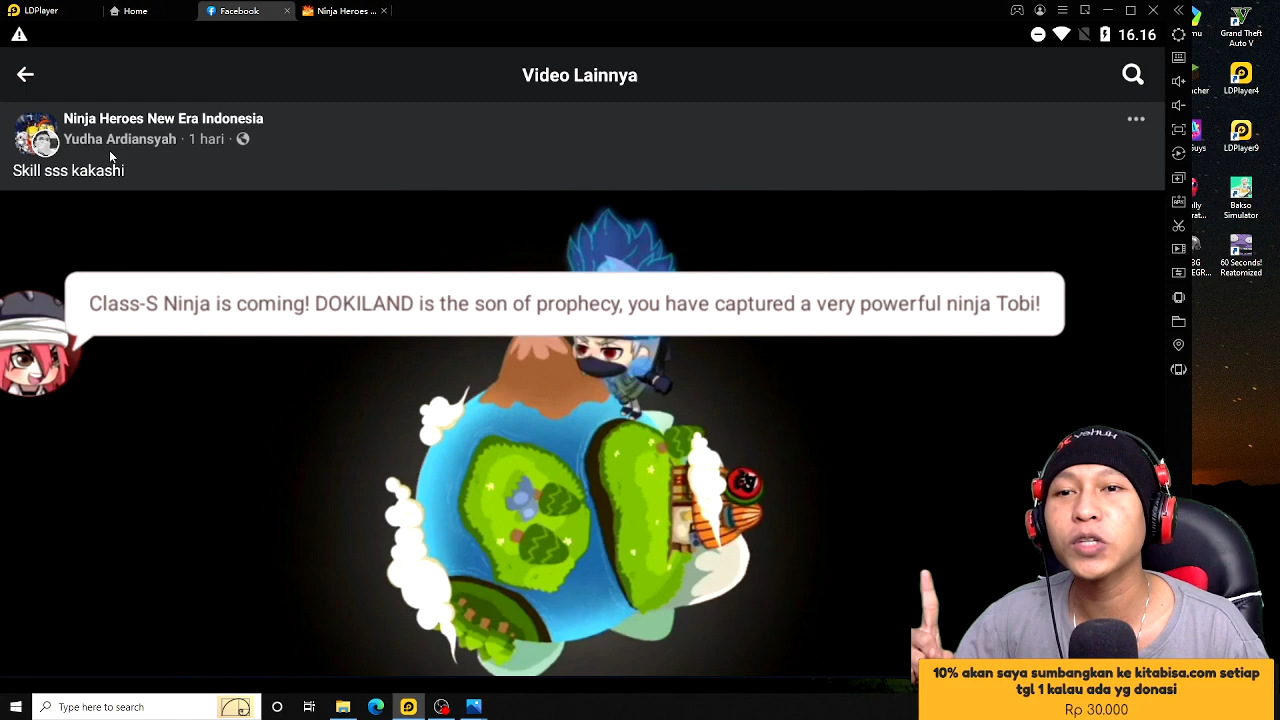 LDPlayer
Home
Facebook
Ninja Heroes ...
16.16
Video Lainnya
Ninja Heroes New Era Indonesia
Yudha Ardiansyah · 1 hari ·
Skill sss kakashi
Class-S Ninja is coming! DOKILAND is the son of prophecy, you have captured a very powerful ninja Tobi!
Grand Theft
Auto V
LDPlayer4
LDPlayer9
Bakso
Simulator
60 Seconds!
Reatomized
10% akan saya sumbangkan ke kitabisa.com setiap
tgl 1 kalau ada yg donasi
Rp 30.000
Type here to search